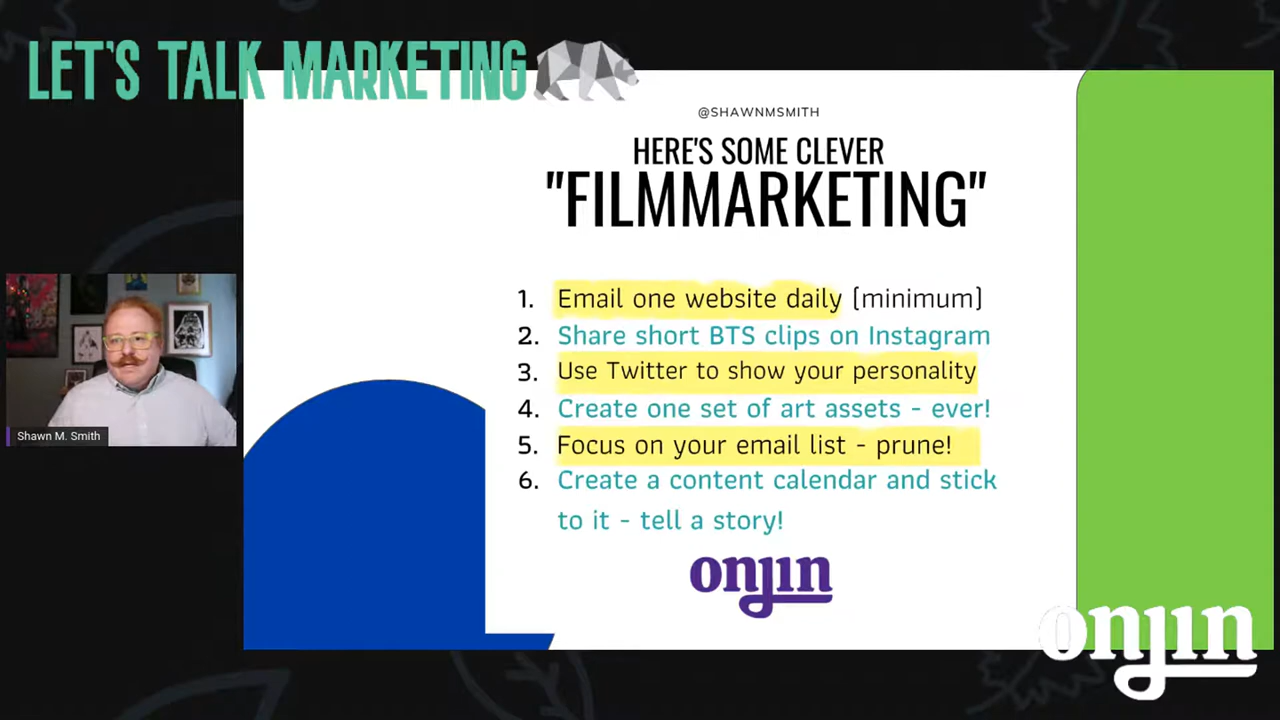 LET'S TALK MARKETING
@SHAWNMSMITH
HERE'S SOME CLEVER
"FILMMARKETING"
1. Email one website daily [minimum]
2. Share short BTS clips on Instagram
3. Use Twitter to show your personality
4. Create one set of art assets - ever!
5. Focus on your email list - prune!
6. Create a content calendar and stick
to it - tell a story!
onjin
Shawn M. Smith
onjin